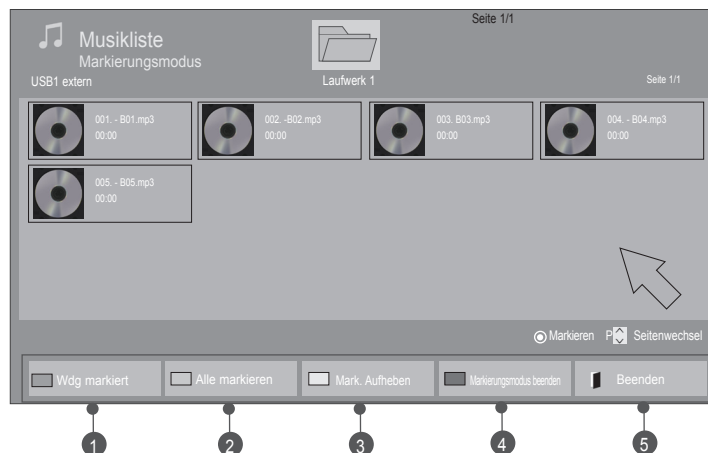 Seite 1/1
Musikliste
Markierungsmodus
USB1 extern
Laufwerk 1
Seite 1/1
001. - B01.mp3
00:00
002. -B02.mp3
00:00
003. B03.mp3
00:00
004. - B04.mp3
00:00
005. - B05.mp3
00:00
Markieren P Seitenwechsel
Wdg markiert
Alle markieren
Mark. Aufheben
Markierungsmodus beenden
Beenden
1 2 3 4 5